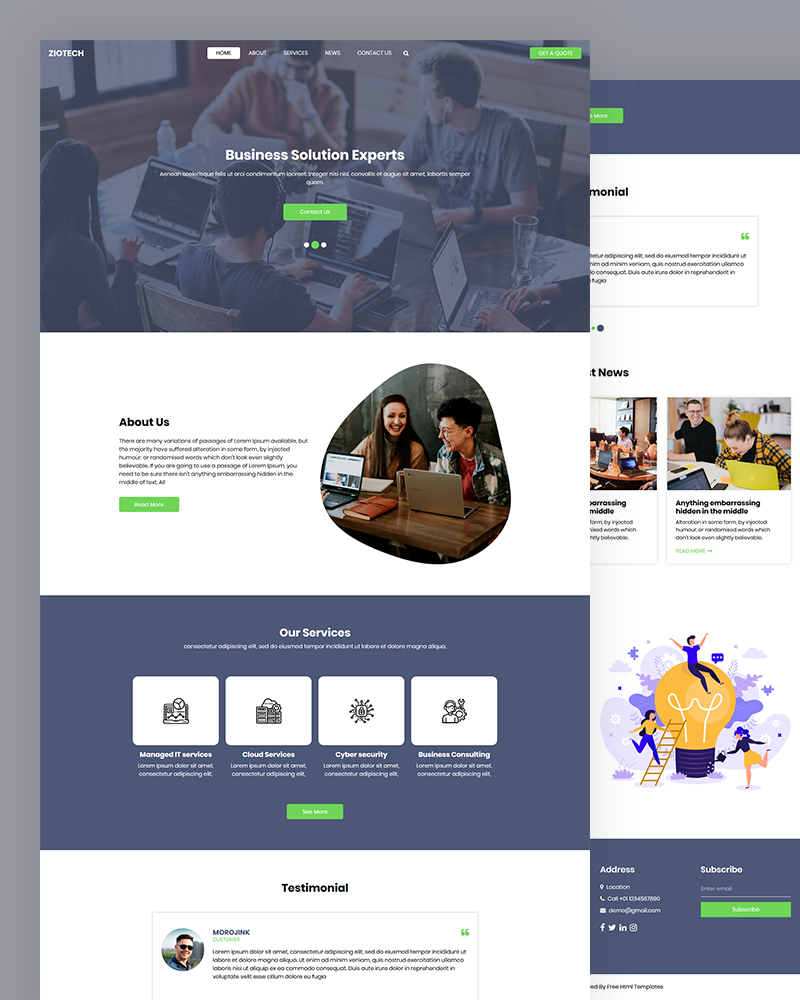 ZIOTECH
HOME ABOUT SERVICES NEWS CONTACT US
GET A QUOTE
Business Solution Experts
Aenean scelerisque felis ut orci condimentum laoreet. Integer nisi nisl, convallis et augue sit amet, lobortis semper
quam.
Contact Us
About Us
There are many variations of passages of Lorem Ipsum available, but
the majority have suffered alteration in some form, by injected
humour, or randomised words which don't look even slightly
believable. If you are going to use a passage of Lorem Ipsum, you
need to be sure there isn't anything embarrassing hidden in the
middle of text. All
Read More
Our Services
consectetur adipiscing elit, sed do eiusmod tempor incididunt ut labore et dolore magna aliqua.
Managed IT services
Lorem ipsum dolor sit amet,
consectetur adipiscing elit,
Cloud Services
Lorem ipsum dolor sit amet,
consectetur adipiscing elit,
Cyber security
Lorem ipsum dolor sit amet,
consectetur adipiscing elit,
Business Consulting
Lorem ipsum dolor sit amet,
consectetur adipiscing elit,
See More
Testimonial
MOROJINK
CUSTOMER
Lorem ipsum dolor sit amet, consectetur adipiscing elit, sed do eiusmod tempor
incididunt ut labore et dolore magna aliqua. Ut enim ad minim veniam, quis nostrud exercitation ullamco
laboris nisi ut aliquip ex ea commodo consequat. Duis aute irure dolor in reprehenderit in
voluptate velit esse cillum dolore eu fugia
More
monial
tetur adipiscing elit, sed do eiusmod tempor incididunt ut
nim ad minim veniam, quis nostrud exercitation ullamco
o consequat. Duis aute irure dolor in reprehenderit in
fugia
st News
barrassing
middle
form, by injected
mised words which
htly believable.
Anything embarrassing
hidden in the middle
Alteration in some form, by injected
humour, or randomised words which
don't look even slightly believable.
READ MORE
Address
Location
Call +01 1234567890
demo@gmail.com
Subscribe
Enter email
Subscribe
ed By Free Html Templates